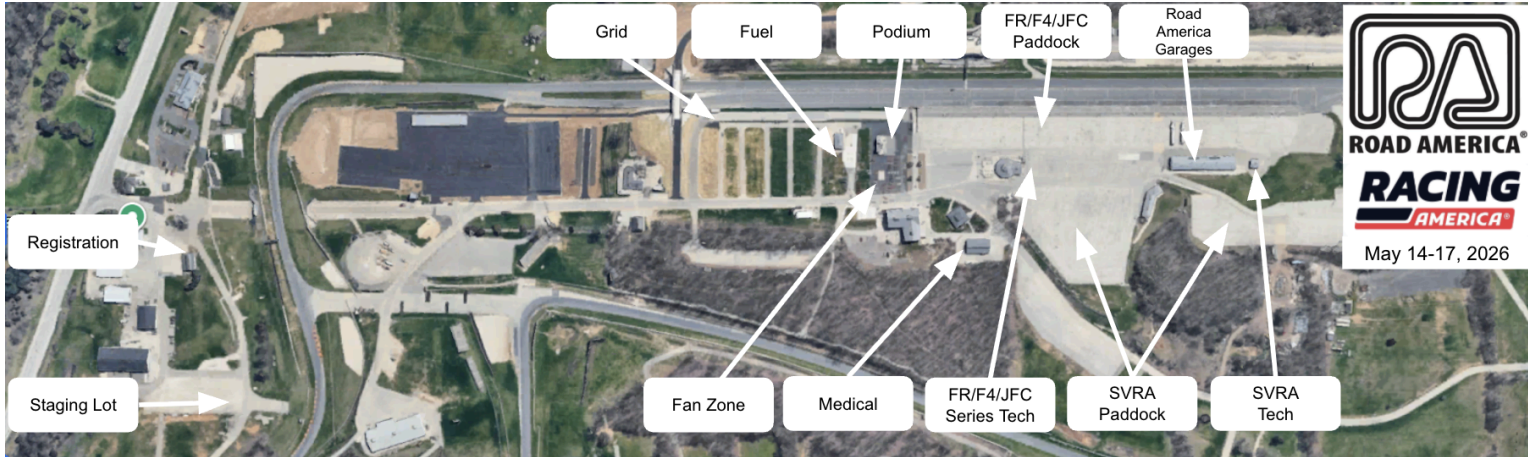 Grid
Fuel
Podium
FR/F4/JFC
Paddock
Road
America
Garages
ROAD AMERICA®
RACING
AMERICA®
May 14-17, 2026
Registration
Staging Lot
Fan Zone
Medical
FR/F4/JFC
Series Tech
SVRA
Paddock
SVRA
Tech